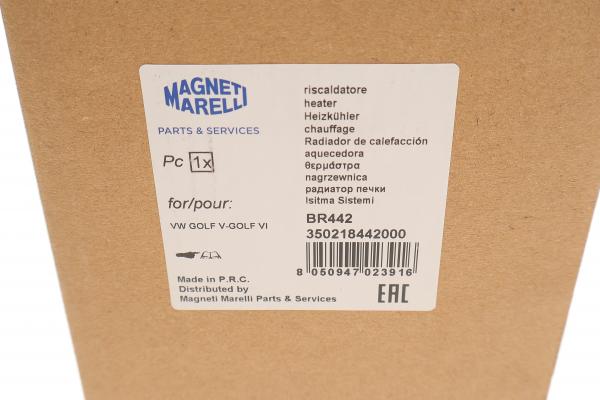 MAGNETI
MARELLI
PARTS & SERVICES
Pc 1x
for/pour:
VW GOLF V-GOLF VI
Made in P.R.C.
Distributed by
Magneti Marelli Parts & Services
riscaldatore
heater
Heizkühler
chauffage
Radiador de calefacción
aquecedora
θερμάστρα
nagrzewnica
радиатор печки
Isitma Sistemi
BR442
350218442000
8 050947 023916
EAC